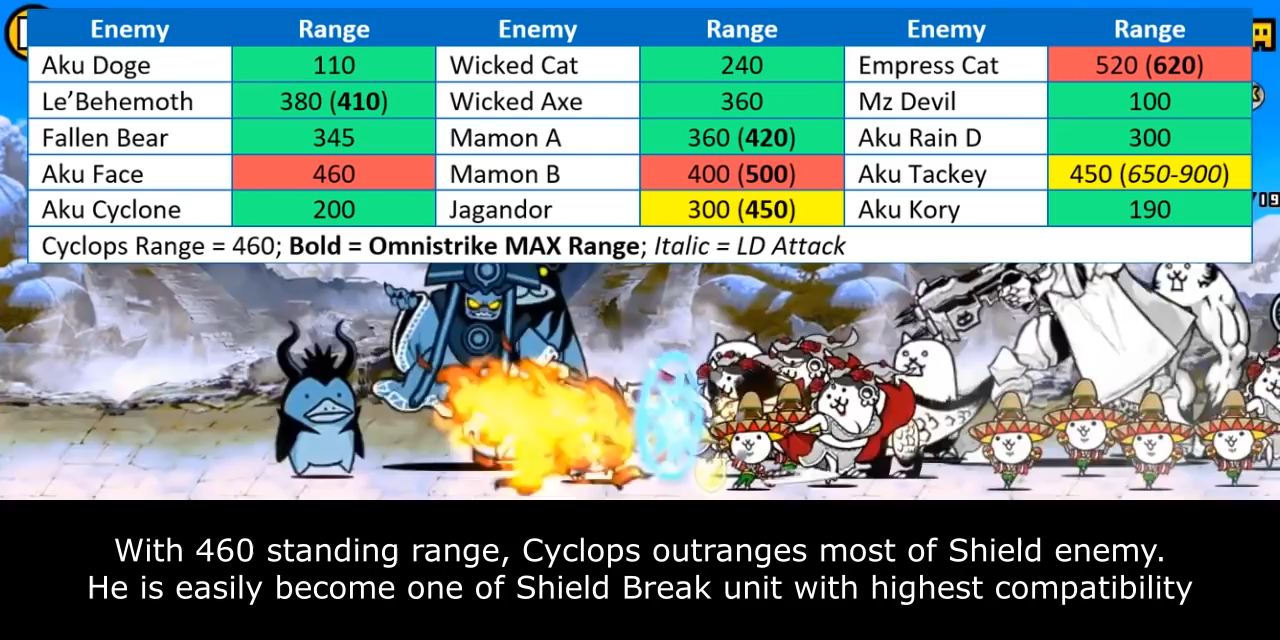 Enemy Range Enemy Range Enemy Range
Aku Doge 110 Wicked Cat 240 Empress Cat 520 (620)
Le’Behemoth 380 (410) Wicked Axe 360 Mz Devil 100
Fallen Bear 345 Mamon A 360 (420) Aku Rain D 300
Aku Face 460 Mamon B 400 (500) Aku Tackey 450 (650-900)
Aku Cyclone 200 Jagandor 300 (450) Aku Kory 190
Cyclops Range = 460; Bold = Omnistrike MAX Range; Italic = LD Attack
With 460 standing range, Cyclops outranges most of Shield enemy.
He is easily become one of Shield Break unit with highest compatibility